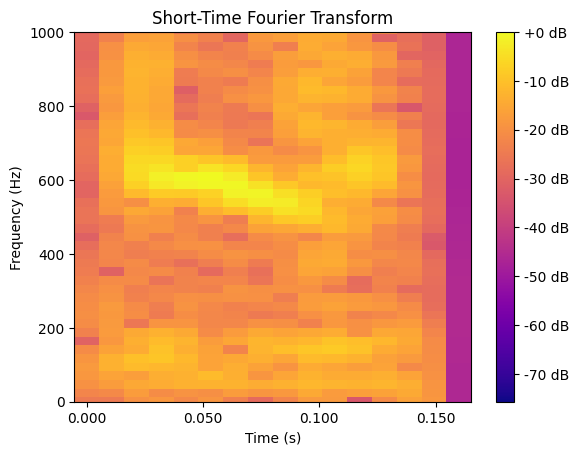 Short-Time Fourier Transform
1000
800
600
400
200
0
Frequency (Hz)
0.000
0.050
0.100
0.150
Time (s)
+0 dB
-10 dB
-20 dB
-30 dB
-40 dB
-50 dB
-60 dB
-70 dB